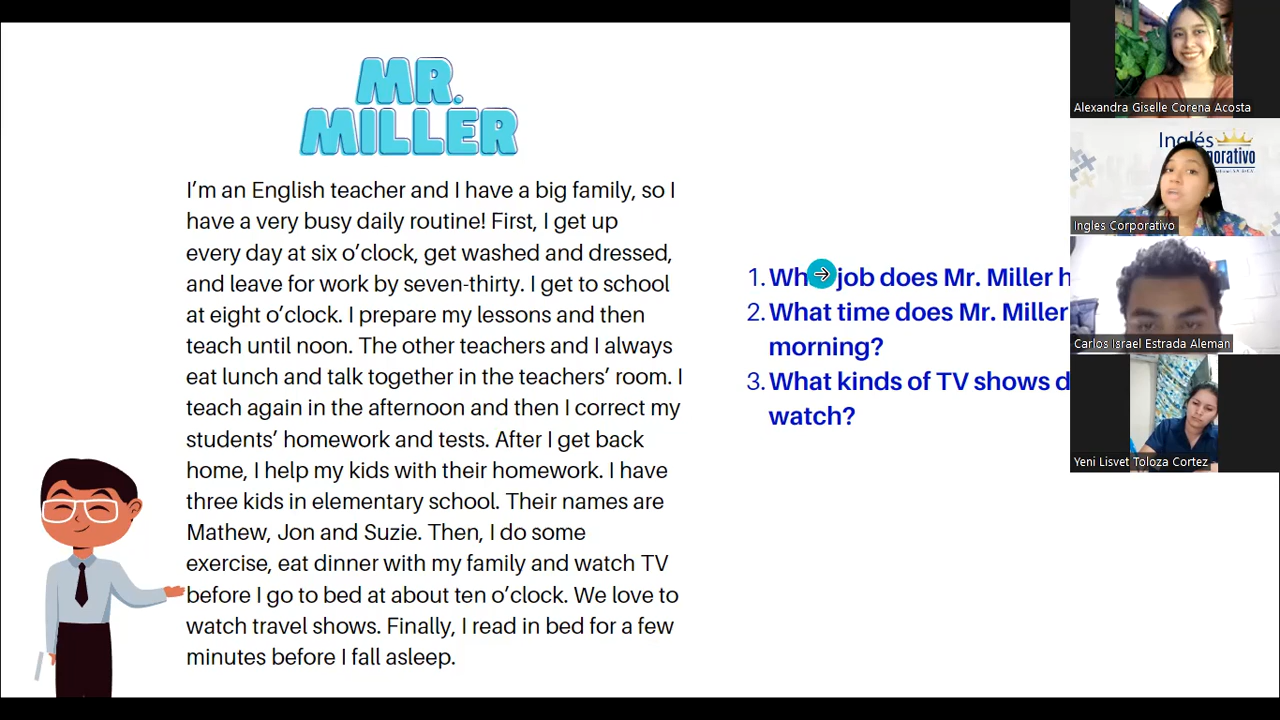 MR.
MILLER
I'm an English teacher and I have a big family, so I
have a very busy daily routine! First, I get up
every day at six o'clock, get washed and dressed,
and leave for work by seven-thirty. I get to school
at eight o'clock. I prepare my lessons and then
teach until noon. The other teachers and I always
eat lunch and talk together in the teachers' room. I
teach again in the afternoon and then I correct my
students' homework and tests. After I get back
home, I help my kids with their homework. I have
three kids in elementary school. Their names are
Mathew, Jon and Suzie. Then, I do some
exercise, eat dinner with my family and watch TV
before I go to bed at about ten o'clock. We love to
watch travel shows. Finally, I read in bed for a few
minutes before I fall asleep.
1. job does Mr. Miller
2. What time does Mr. Miller
morning?
3. What kinds of TV shows
watch?
Alexandra Giselle Corena Acosta
Inglés
Ingles Corporativo
Carlos Israel Estrada Aleman
Yeni Lisvet Toloza Cortez